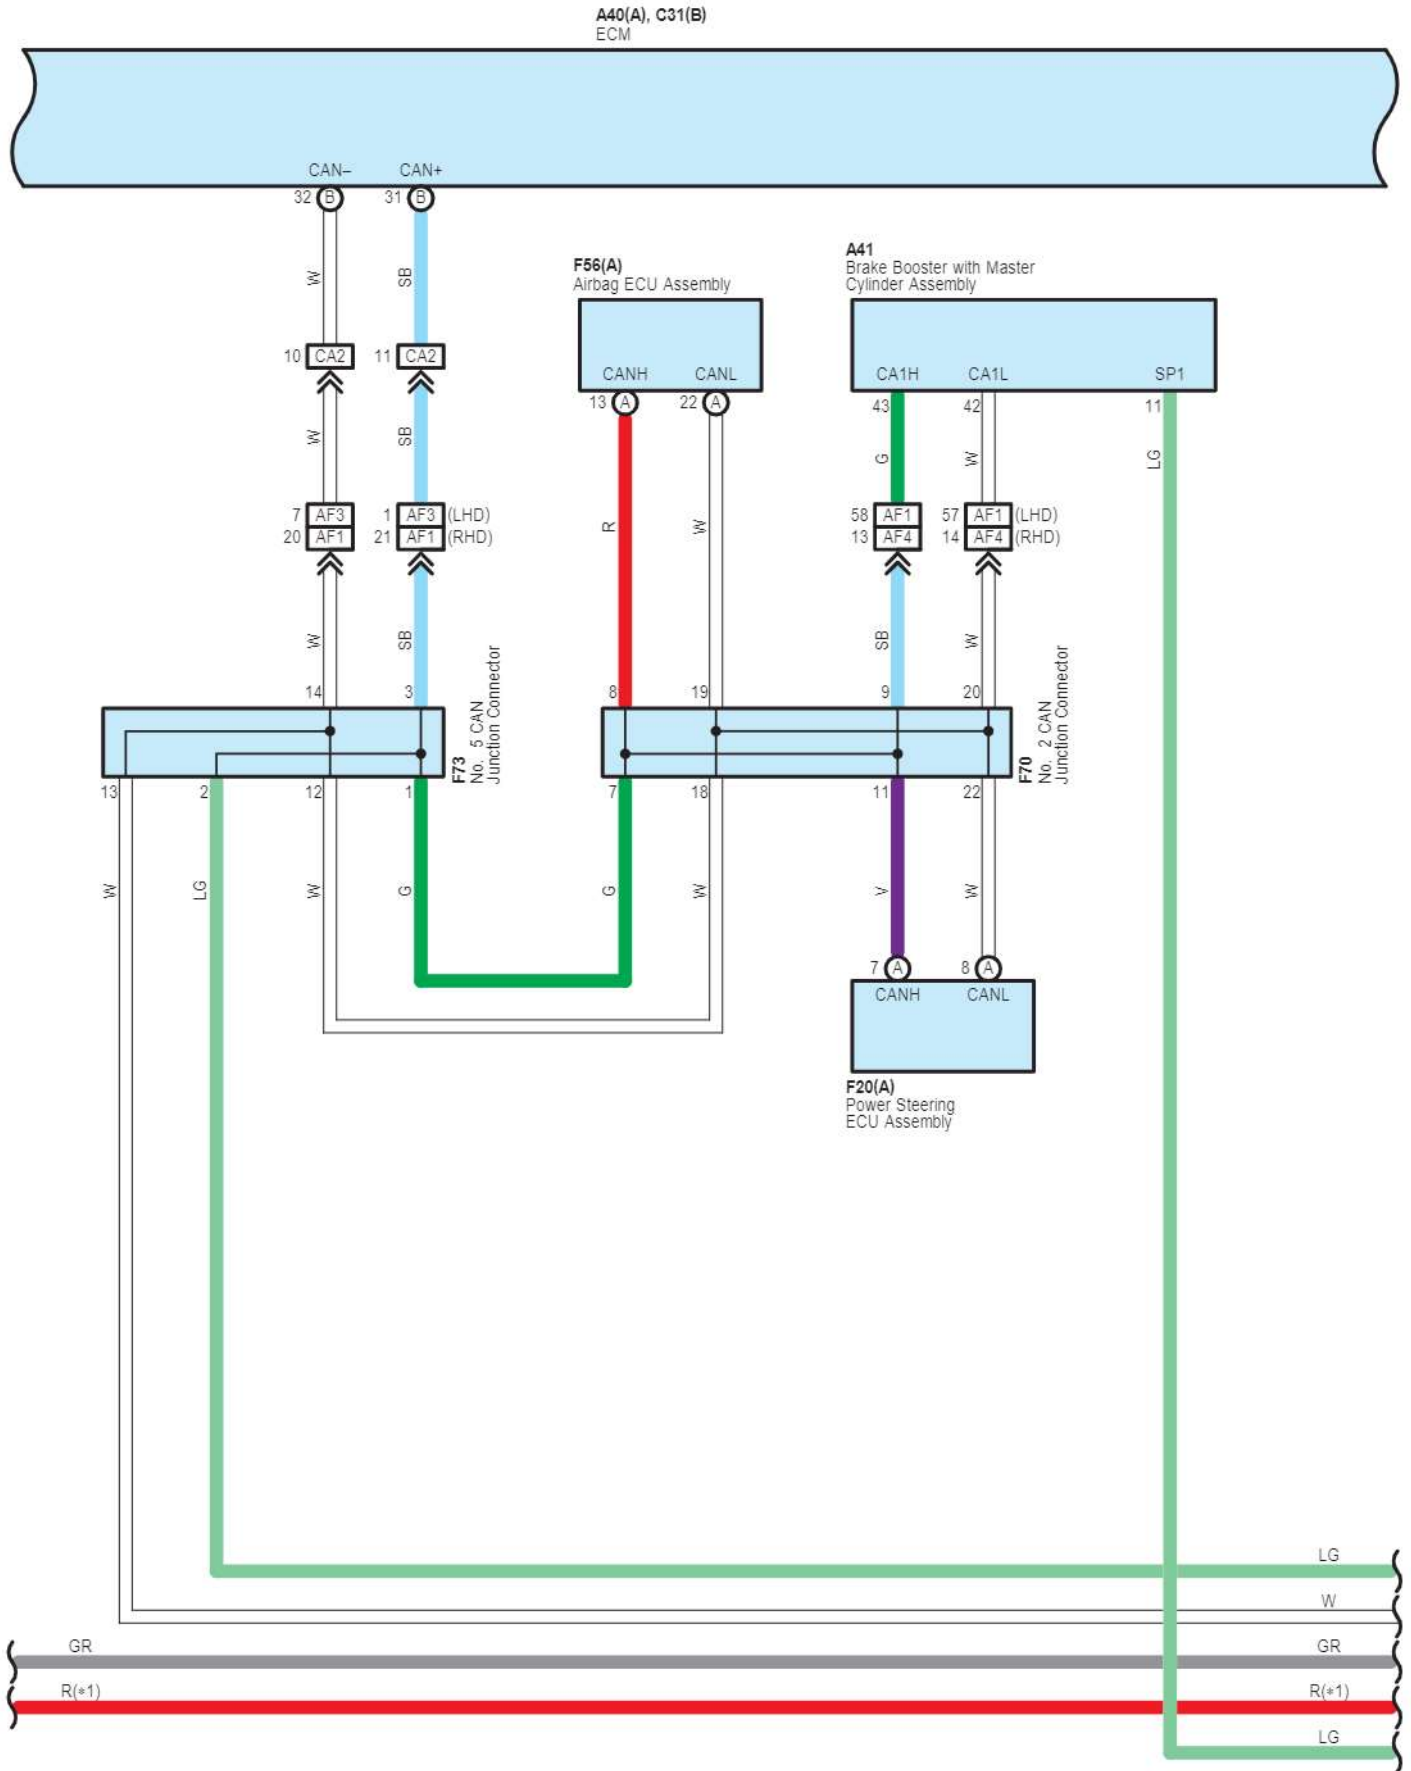 A40(A), C31(B)
ECM
CAN– CAN+
32 B 31 B
W SB
A41
Brake Booster with Master
Cylinder Assembly
F56(A)
Airbag ECU Assembly
10 CA2 11 CA2
CANH CANL
CA1H CA1L SP1
13 A 22 A
43 42 11
W SB
G W LG
7 AF3 1 AF3 (LHD)
20 AF1 21 AF1 (RHD)
R W
58 AF1 57 AF1 (LHD)
13 AF4 14 AF4 (RHD)
W SB
SB W
14 3
8 19 9 20
F73
No. 5 CAN
Junction Connector
F70
No. 2 CAN
Junction Connector
13 2 12 1
7 18 11 22
W LG W G
G W V W
7 A 8 A
CANH CANL
F20(A)
Power Steering
ECU Assembly
LG
W
GR GR
R(*1) R(*1)
LG